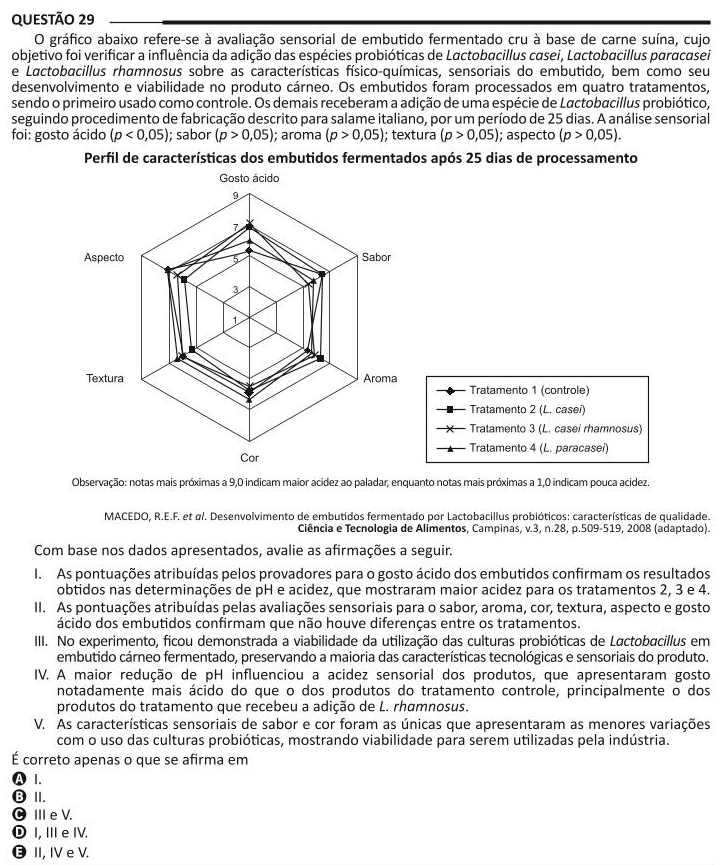 QUESTÃO 29
O gráfico abaixo refere-se à avaliação sensorial de embutido fermentado cru à base de carne suína, cujo
objetivo foi verificar a influência da adição das espécies probióticas de Lactobacillus casei, Lactobacillus paracasei
e Lactobacillus rhamnosus sobre as características físico-químicas, sensoriais do embutido, bem como seu
desenvolvimento e viabilidade no produto cárneo. Os embutidos foram processados em quatro tratamentos,
sendo o primeiro usado como controle. Os demais receberam a adição de uma espécie de Lactobacillus probiótico,
seguindo procedimento de fabricação descrito para salame italiano, por um período de 25 dias. A análise sensorial
foi: gosto ácido (p < 0,05); sabor (p > 0,05); aroma (p > 0,05); textura (p > 0,05); aspecto (p > 0,05).
Perfil de características dos embutidos fermentados após 25 dias de processamento
Gosto ácido
9
7
Aspecto
5
Sabor
3
1
Textura
Aroma
Cor
Tratamento 1 (controle)
Tratamento 2 (L. casei)
Tratamento 3 (L. casei rhamnosus)
Tratamento 4 (L. paracasei)
Observação: notas mais próximas a 9,0 indicam maior acidez ao paladar, enquanto notas mais próximas a 1,0 indicam pouca acidez.
MACEDO, R.E.F. et al. Desenvolvimento de embutidos fermentado por Lactobacillus probióticos: características de qualidade.
Ciência e Tecnologia de Alimentos, Campinas, v.3, n.28, p.509-519, 2008 (adaptado).
Com base nos dados apresentados, avalie as afirmações a seguir.
I. As pontuações atribuídas pelos provadores para o gosto ácido dos embutidos confirmam os resultados
obtidos nas determinações de pH e acidez, que mostraram maior acidez para os tratamentos 2, 3 e 4.
II. As pontuações atribuídas pelas avaliações sensoriais para o sabor, aroma, cor, textura, aspecto e gosto
ácido dos embutidos confirmam que não houve diferenças entre os tratamentos.
III. No experimento, ficou demonstrada a viabilidade da utilização das culturas probióticas de Lactobacillus em
embutido cárneo fermentado, preservando a maioria das características tecnológicas e sensoriais do produto.
IV. A maior redução de pH influenciou a acidez sensorial dos produtos, que apresentaram gosto
notadamente mais ácido do que o dos produtos do tratamento controle, principalmente o dos
produtos do tratamento que recebeu a adição de L. rhamnosus.
V. As características sensoriais de sabor e cor foram as únicas que apresentaram as menores variações
com o uso das culturas probióticas, mostrando viabilidade para serem utilizadas pela indústria.
É correto apenas o que se afirma em
A I.
B II.
C III e V.
D I, III e IV.
E II, IV e V.